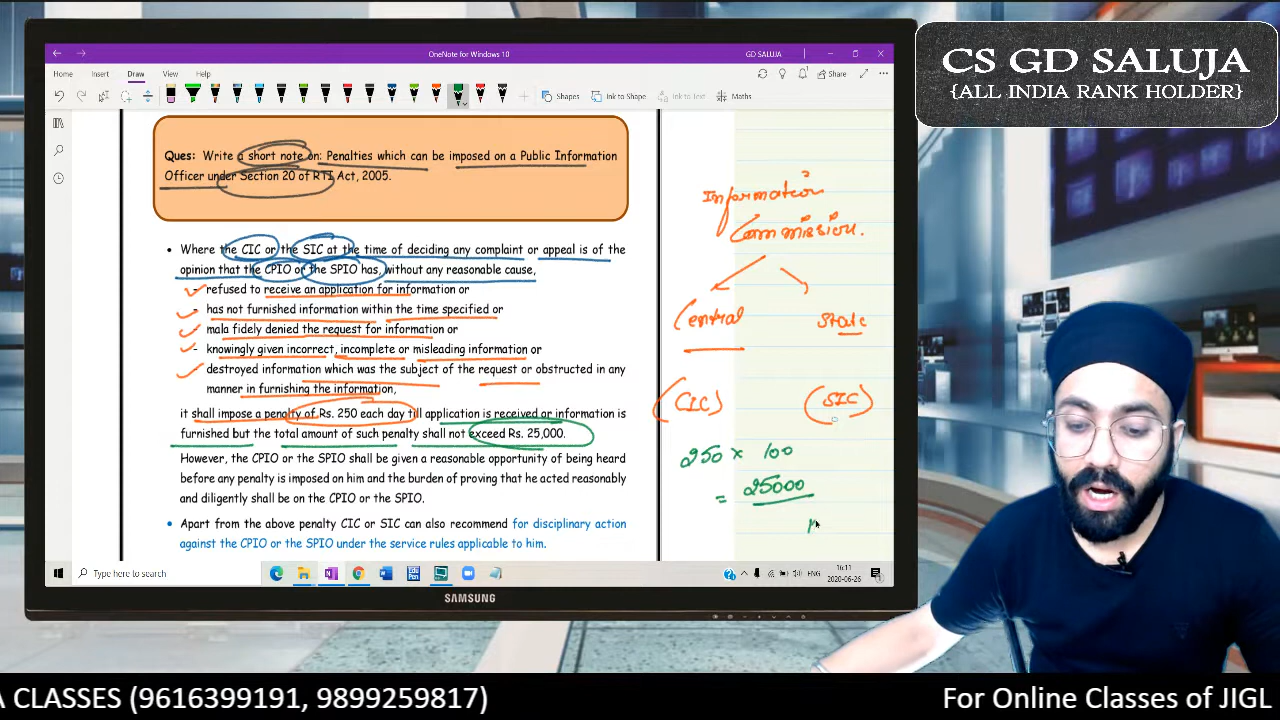 OneNote for Windows 10
GD SALUJA
CS GD SALUJA
{ALL INDIA RANK HOLDER}
Home Insert Draw View Help
Share
Shapes Ink to Shape Ink to Text Maths
Ques: Write a short note on: Penalties which can be imposed on a Public Information
Officer under Section 20 of RTI Act, 2005.
• Where the CIC or the SIC at the time of deciding any complaint or appeal is of the
opinion that the CPIO or the SPIO has, without any reasonable cause,
- refused to receive an application for information or
- has not furnished information within the time specified or
- mala fidely denied the request for information or
- knowingly given incorrect, incomplete or misleading information or
- destroyed information which was the subject of the request or obstructed in any
manner in furnishing the information,
it shall impose a penalty of Rs. 250 each day till application is received or information is
furnished but the total amount of such penalty shall not exceed Rs. 25,000.
However, the CPIO or the SPIO shall be given a reasonable opportunity of being heard
before any penalty is imposed on him and the burden of proving that he acted reasonably
and diligently shall be on the CPIO or the SPIO.
• Apart from the above penalty CIC or SIC can also recommend for disciplinary action
against the CPIO or the SPIO under the service rules applicable to him.
Information
Commission.
Central State
(CIC) (SIC)
250 × 100
= 25000
Type here to search
ENG
16:11
2020-06-26
SAMSUNG
A CLASSES (9616399191, 9899259817)
For Online Classes of JIGL